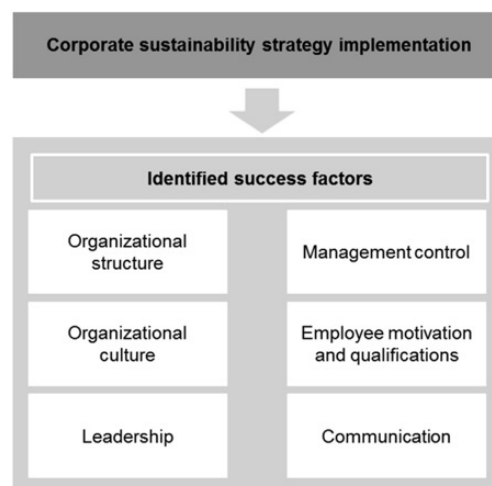 Corporate sustainability strategy implementation
Identified success factors
Organizational
structure
Management control
Organizational
culture
Employee motivation
and qualifications
Leadership
Communication